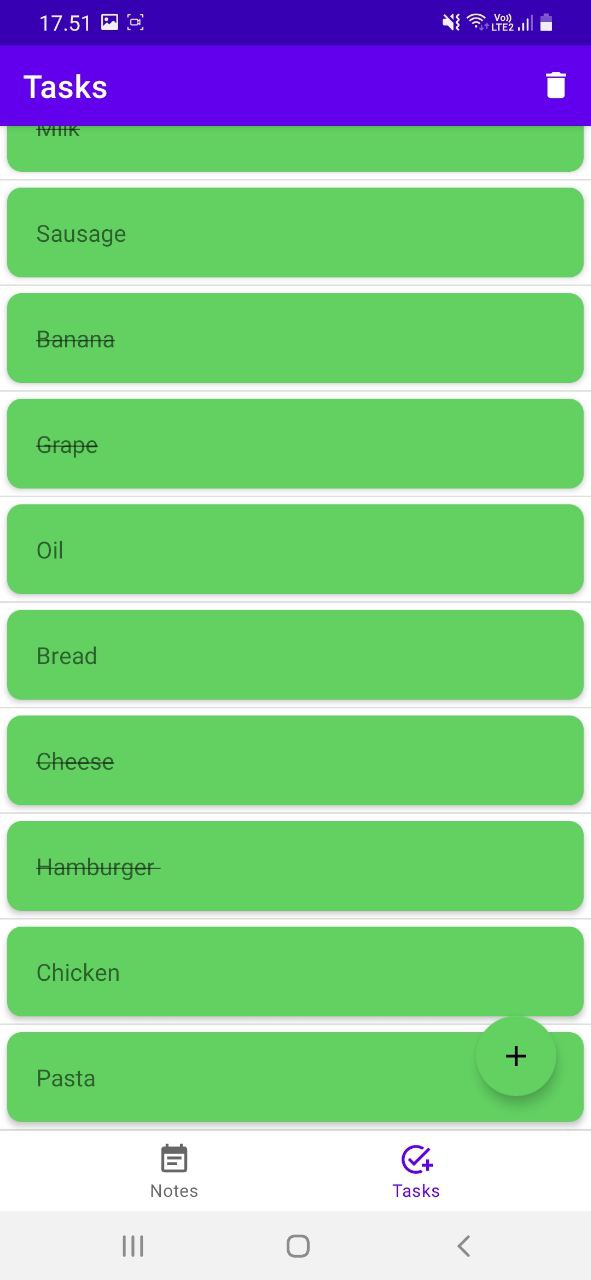 17.51
Vo))
LTE2
Tasks
Milk
Sausage
Banana
Grape
Oil
Bread
Cheese
Hamburger
Chicken
Pasta
Notes
Tasks